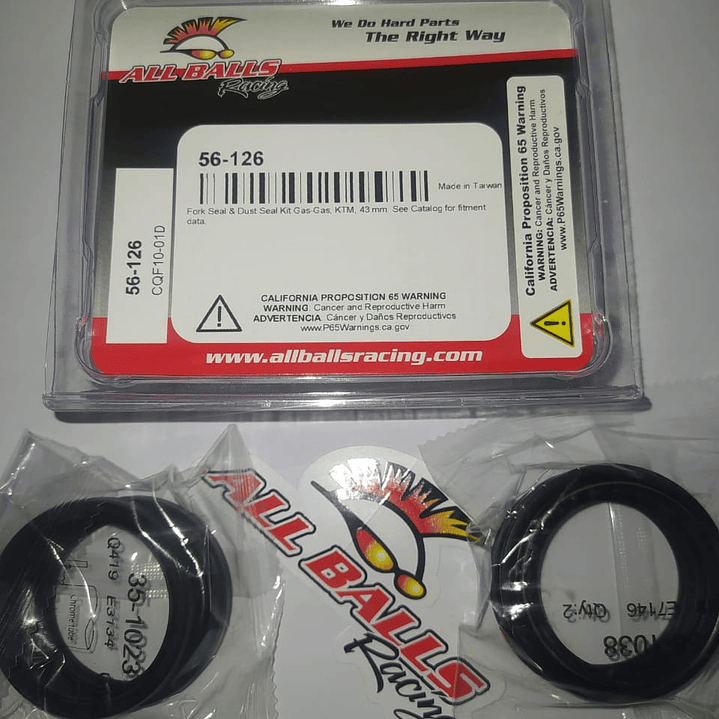 We Do Hard Parts
The Right Way
ALL BALLS
Racing
56-126
Made in Taiwan
Fork Seal & Dust Seal Kit Gas-Gas, KTM, 43 mm. See Catalog for fitment
data.
CALIFORNIA PROPOSITION 65 WARNING
WARNING: Cancer and Reproductive Harm
ADVERTENCIA: Cáncer y Daños Reproductivos
www.P65Warnings.ca.gov
56-126
CQF10-01D
California Proposition 65 Warning
WARNING: Cancer and Reproductive Harm
ADVERTENCIA: Cáncer y Daños Reproductivos
www.P65Warnings.ca.gov
www.allballsracing.com
35-1023
Q419 E3734
ALL BALLS
Racing
E7146 Qty:2